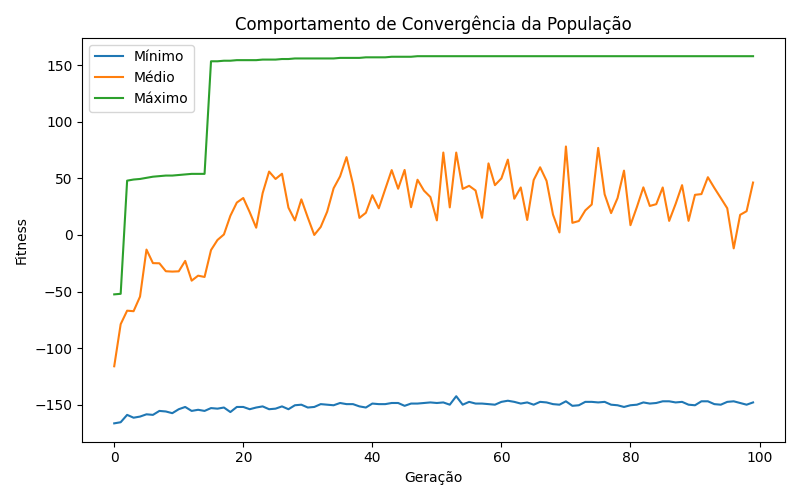 Comportamento de Convergência da População
Mínimo
Médio
Máximo
150
100
50
0
−50
−100
−150
Fitness
0 20 40 60 80 100
Geração